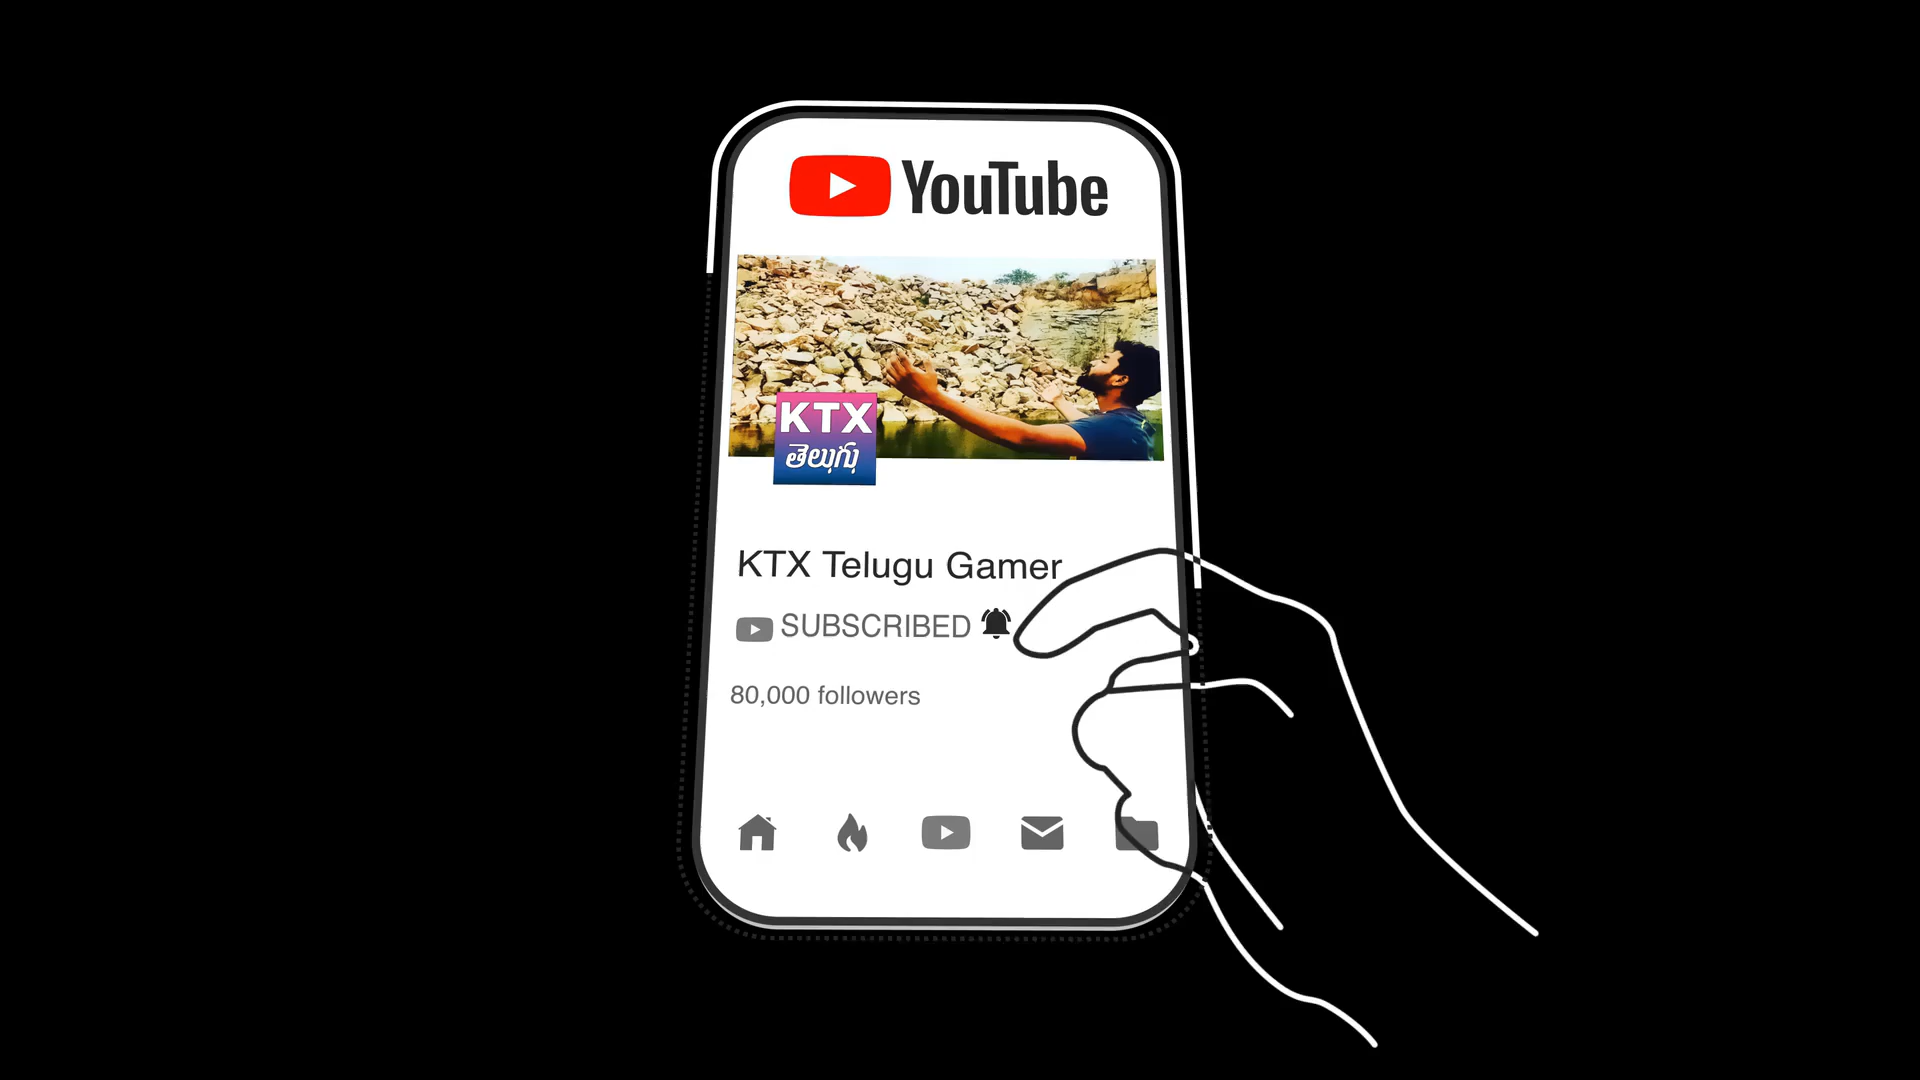 YouTube
KTX
తెలుగు
KTX Telugu Gamer
SUBSCRIBED
80,000 followers